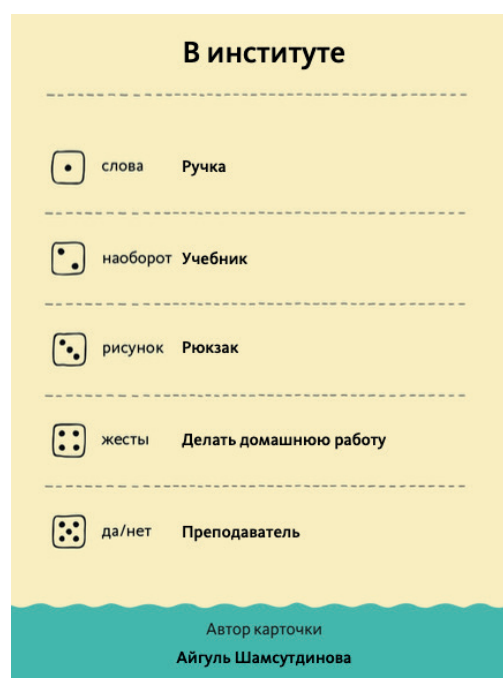 В институте
слова Ручка
наоборот Учебник
рисунок Рюкзак
жесты Делать домашнюю работу
да/нет Преподаватель
Автор карточки
Айгуль Шамсутдинова